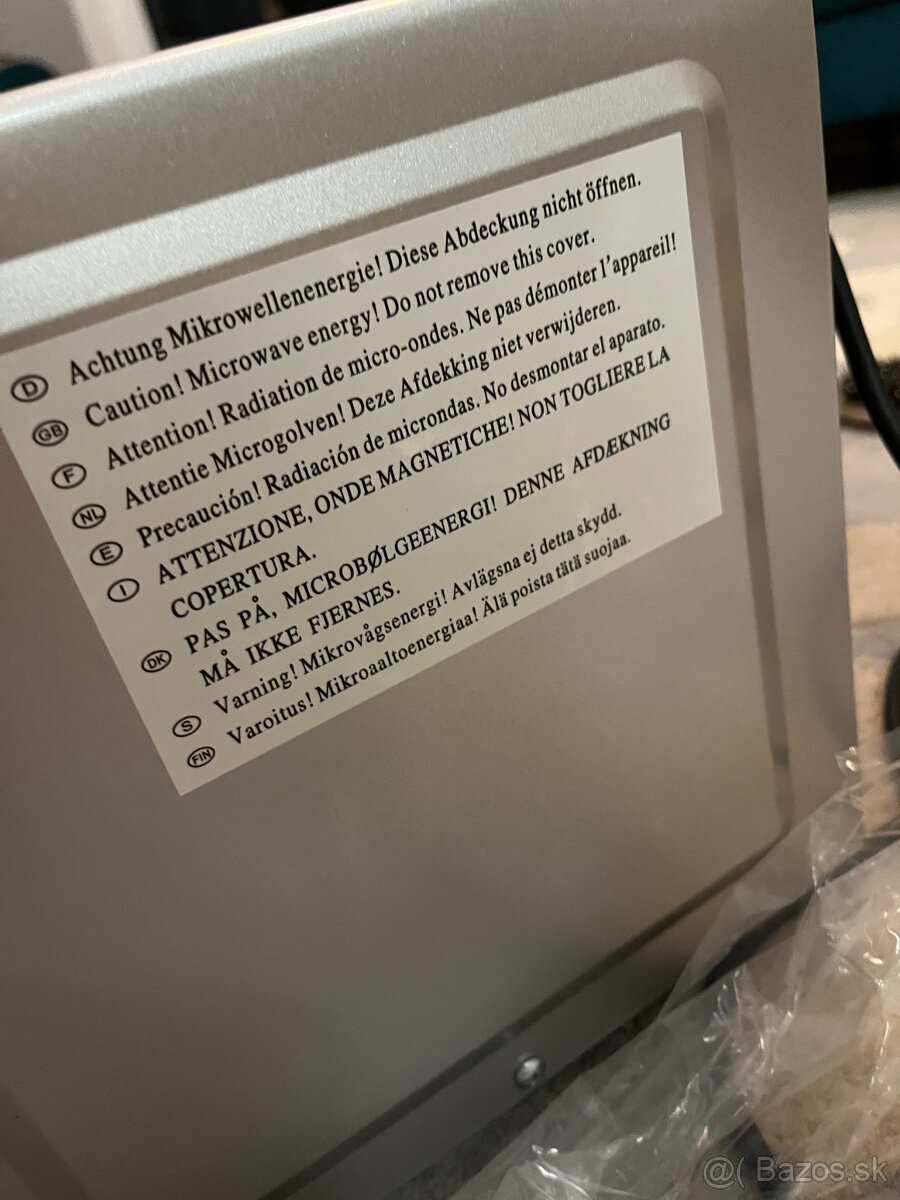 D Achtung Mikrowellenenergie! Diese Abdeckung nicht öffnen.
GB Caution! Microwave energy! Do not remove this cover.
F Attention! Radiation de micro-ondes. Ne pas démonter l'appareil!
NL Attentie Microgolven! Deze Afdekking niet verwijderen.
E Precaución! Radiación de microndas. No desmontar el aparato.
I ATTENZIONE, ONDE MAGNETICHE! NON TOGLIERE LA
COPERTURA.
DK PAS PÅ, MICROBØLGEENERGI! DENNE AFDÆKNING
MÅ IKKE FJERNES.
S Varning! Mikrovågsenergi! Avlägsna ej detta skydd.
FIN Varoitus! Mikroaaltoenergiaa! Älä poista tätä suojaa.
@( Bazos.sk